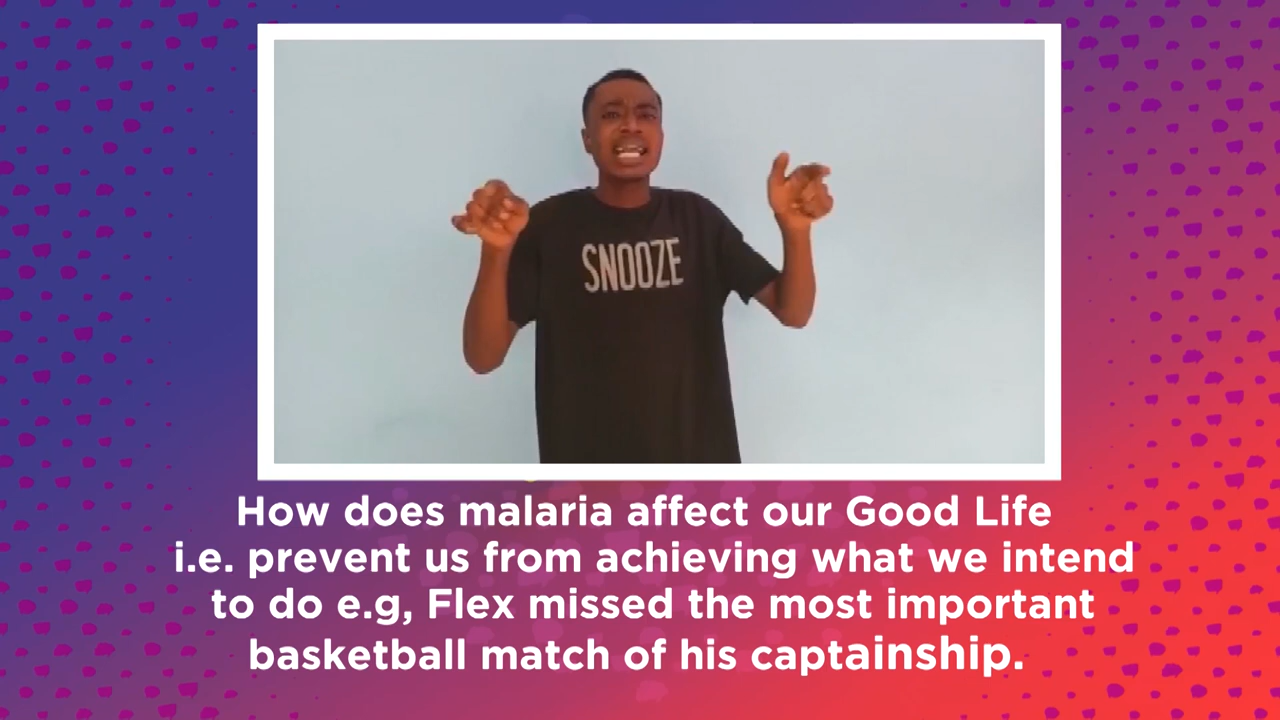 SNOOZE
How does malaria affect our Good Life
i.e. prevent us from achieving what we intend
to do e.g, Flex missed the most important
basketball match of his captainship.